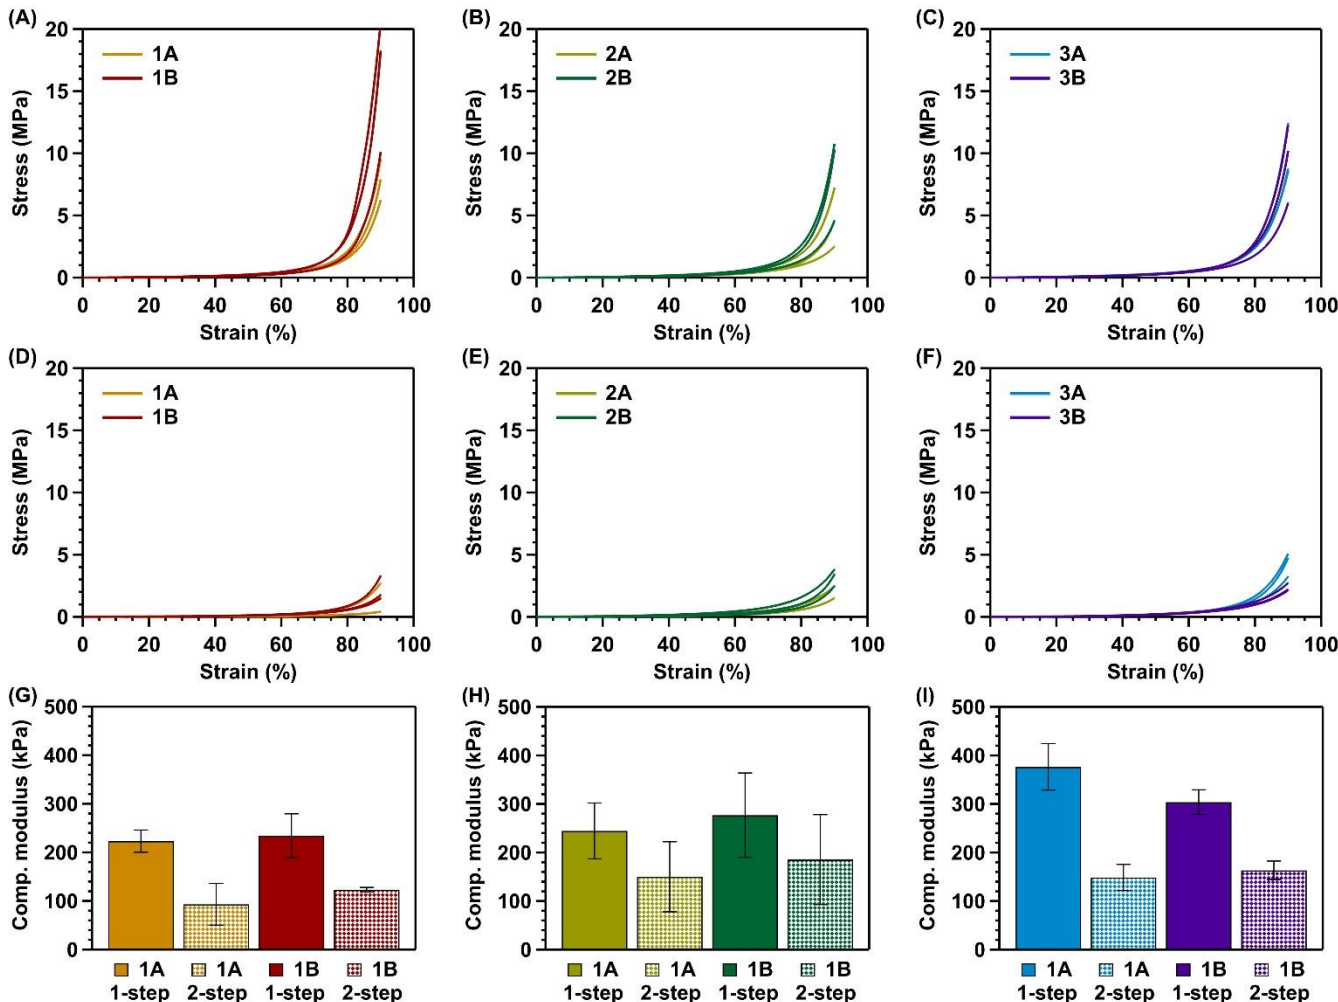 (A)
20
15
10
5
0
Stress (MPa)
1A
1B
0 20 40 60 80 100
Strain (%)
(B)
20
15
10
5
0
Stress (MPa)
2A
2B
0 20 40 60 80 100
Strain (%)
(C)
20
15
10
5
0
Stress (MPa)
3A
3B
0 20 40 60 80 100
Strain (%)
(D)
20
15
10
5
0
Stress (MPa)
1A
1B
0 20 40 60 80 100
Strain (%)
(E)
20
15
10
5
0
Stress (MPa)
2A
2B
0 20 40 60 80 100
Strain (%)
(F)
20
15
10
5
0
Stress (MPa)
3A
3B
0 20 40 60 80 100
Strain (%)
(G)
500
400
300
200
100
0
Comp. modulus (kPa)
1A 1A 1B 1B
1-step 2-step 1-step 2-step
(H)
500
400
300
200
100
0
Comp. modulus (kPa)
1A 1A 1B 1B
1-step 2-step 1-step 2-step
(I)
500
400
300
200
100
0
Comp. modulus (kPa)
1A 1A 1B 1B
1-step 2-step 1-step 2-step